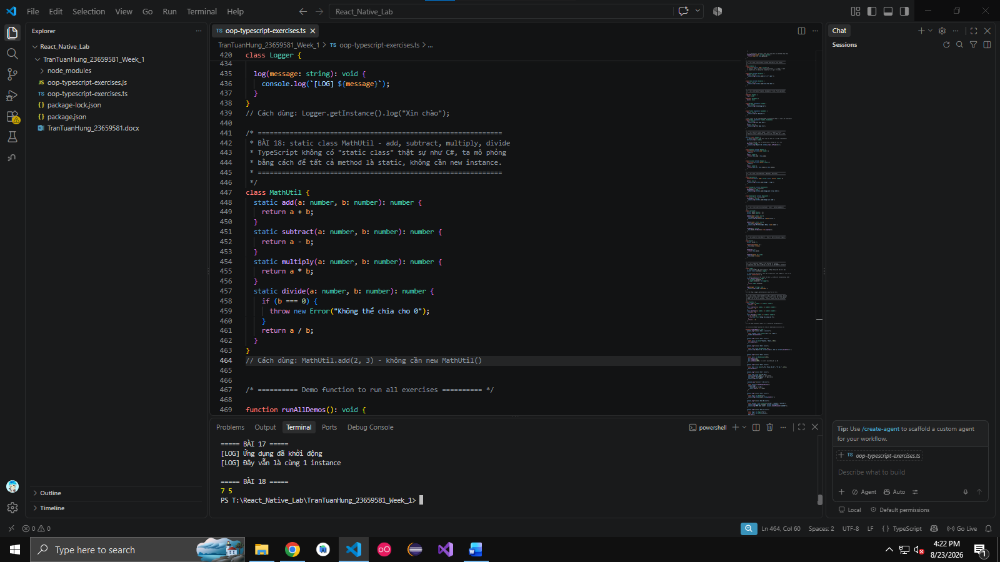 File Edit Selection View Go Run Terminal Help
React_Native_Lab
Explorer
React_Native_Lab
TranTuanHung_23659581_Week_1
node_modules
JS oop-typescript-exercises.js
TS oop-typescript-exercises.ts
{} package-lock.json
{} package.json
TranTuanHung_23659581.docx
Outline
Timeline
TS oop-typescript-exercises.ts
TranTuanHung_23659581_Week_1 > TS oop-typescript-exercises.ts > ...
420 class Logger {
434
435 log(message: string): void {
436 console.log(`[LOG] ${message}`);
437 }
438 }
439 // Cách dùng: Logger.getInstance().log("Xin chào");
440
441 /* =============================================================
442 * BÀI 18: static class MathUtil - add, subtract, multiply, divide
443 * TypeScript không có "static class" thật sự như C#, ta mô phỏng
444 * bằng cách để tất cả method là static, không cần new instance.
445 * =============================================================
446 */
447 class MathUtil {
448 static add(a: number, b: number): number {
449 return a + b;
450 }
451 static subtract(a: number, b: number): number {
452 return a - b;
453 }
454 static multiply(a: number, b: number): number {
455 return a * b;
456 }
457 static divide(a: number, b: number): number {
458 if (b === 0) {
459 throw new Error("Không thể chia cho 0");
460 }
461 return a / b;
462 }
463 }
464 // Cách dùng: MathUtil.add(2, 3) - không cần new MathUtil()
465
466
467 /* ========== Demo function to run all exercises ========== */
468
469 function runAllDemos(): void {
Problems Output Terminal Ports Debug Console
powershell
===== BÀI 17 =====
[LOG] Ứng dụng đã khởi động
[LOG] Đây vẫn là cùng 1 instance
===== BÀI 18 =====
7 5
PS T:\React_Native_Lab\TranTuanHung_23659581_Week_1>
Chat
Sessions
Tip: Use /create-agent to scaffold a custom agent
for your workflow.
TS oop-typescript-exercises.ts
Describe what to build
Agent Auto
Local Default permissions
0 0
Ln 464, Col 60 Spaces: 2 UTF-8 LF {} TypeScript Go Live
Type here to search
4:22 PM
8/23/2026
1